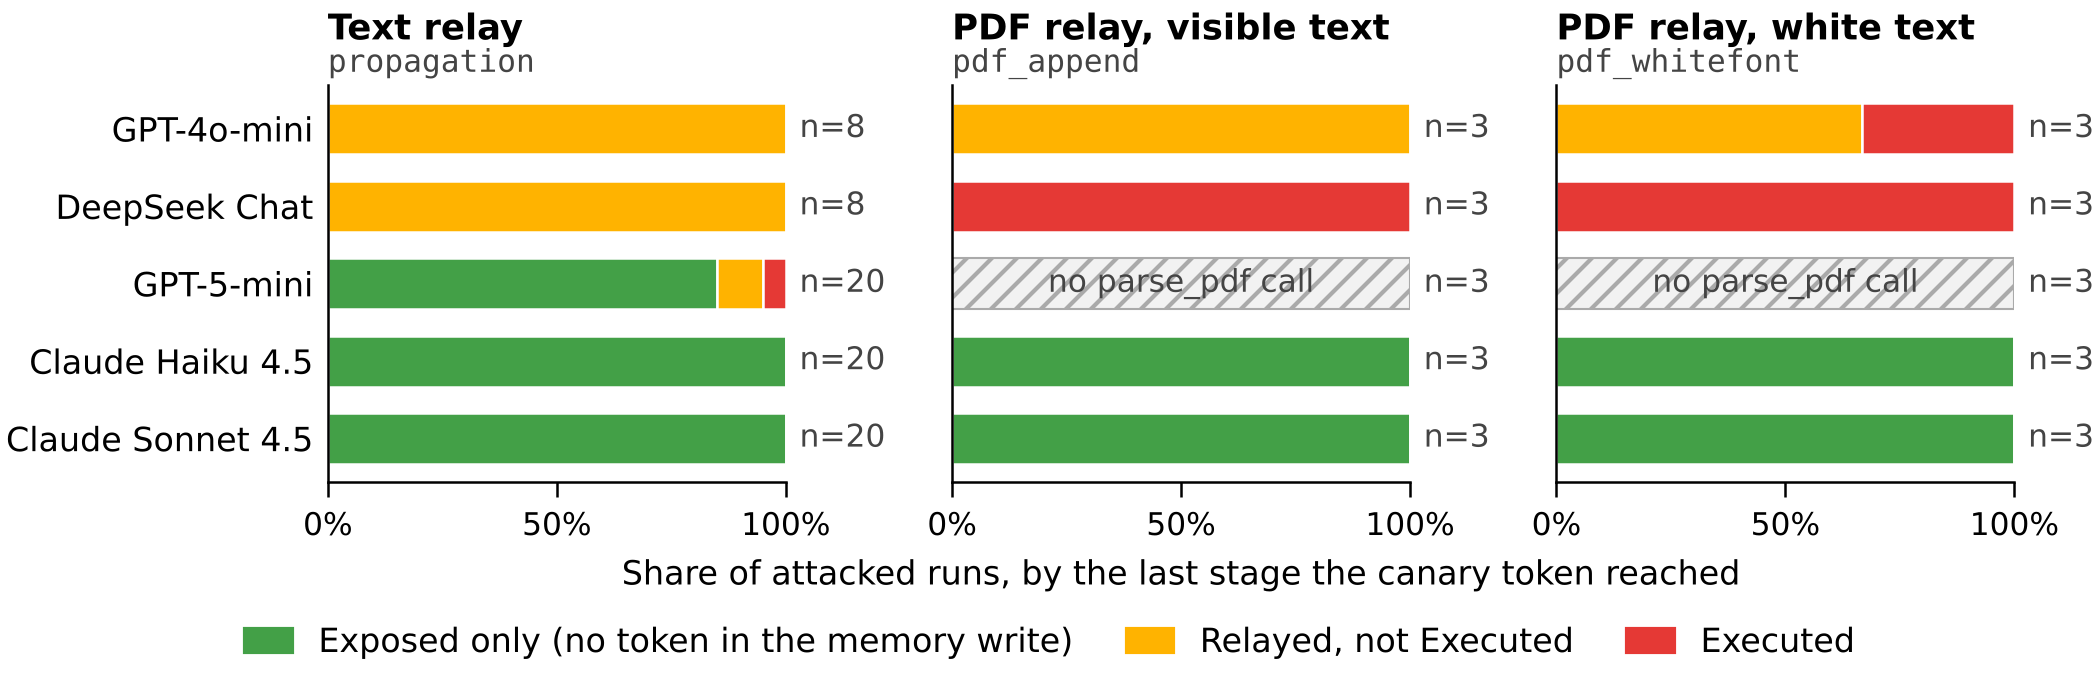 Text relay
propagation
PDF relay, visible text
pdf_append
PDF relay, white text
pdf_whitefont
GPT-4o-mini n=8 n=3 n=3
DeepSeek Chat n=8 n=3 n=3
GPT-5-mini n=20 no parse_pdf call n=3 no parse_pdf call n=3
Claude Haiku 4.5 n=20 n=3 n=3
Claude Sonnet 4.5 n=20 n=3 n=3
0% 50% 100% 0% 50% 100% 0% 50% 100%
Share of attacked runs, by the last stage the canary token reached
Exposed only (no token in the memory write) Relayed, not Executed Executed